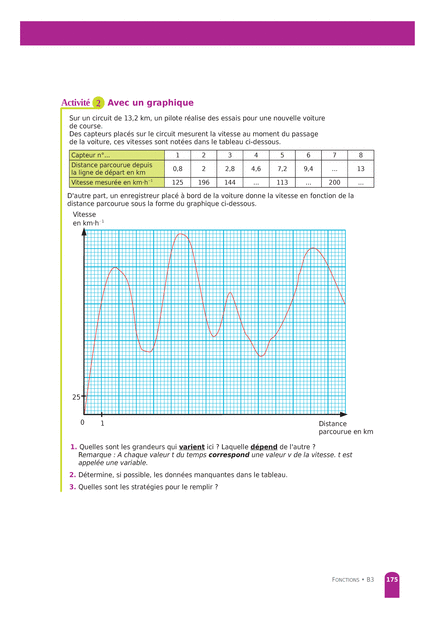 Activité 2 Avec un graphique
Sur un circuit de 13,2 km, un pilote réalise des essais pour une nouvelle voiture
de course.
Des capteurs placés sur le circuit mesurent la vitesse au moment du passage
de la voiture, ces vitesses sont notées dans le tableau ci-dessous.
Capteur n°... 1 2 3 4 5 6 7 8
Distance parcourue depuis
la ligne de départ en km 0,8 2 2,8 4,6 7,2 9,4 ... 13
Vitesse mesurée en km·h⁻¹ 125 196 144 ... 113 ... 200 ...
D'autre part, un enregistreur placé à bord de la voiture donne la vitesse en fonction de la
distance parcourue sous la forme du graphique ci-dessous.
Vitesse
en km·h⁻¹
25
0 1
Distance
parcourue en km
1. Quelles sont les grandeurs qui varient ici ? Laquelle dépend de l'autre ?
Remarque : A chaque valeur t du temps correspond une valeur v de la vitesse. t est
appelée une variable.
2. Détermine, si possible, les données manquantes dans le tableau.
3. Quelles sont les stratégies pour le remplir ?
FONCTIONS • B3 175